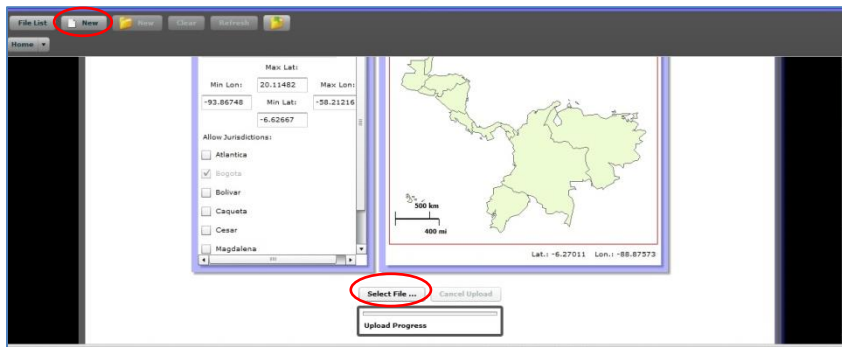 File List New New Clear Refresh
Home
Max Lat:
Min Lon: 20.11482 Max Lon:
-93.86748 Min Lat: -58.21216
-6.62667
Allow Jurisdictions:
Atlantica
Bogota
Bolivar
Caqueta
Cesar
Magdalena
500 km
400 mi
Lat.: -6.27011 Lon.: -88.87573
Select File ... Cancel Upload
Upload Progress